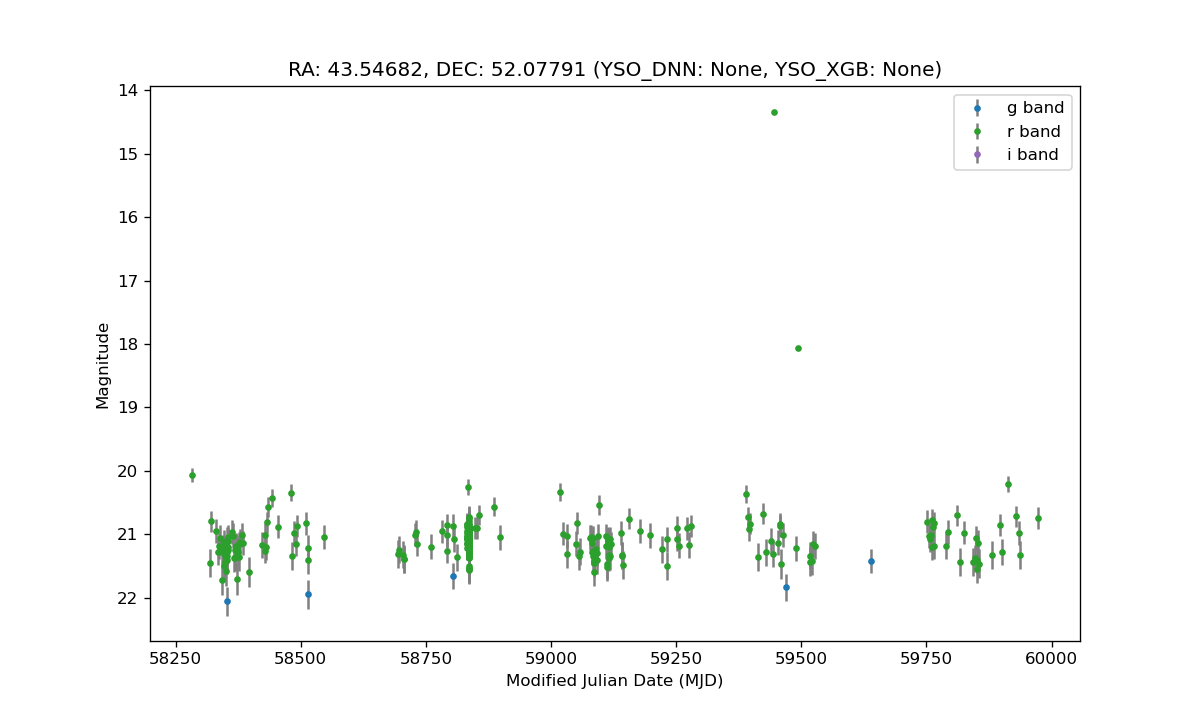 RA: 43.54682, DEC: 52.07791 (YSO_DNN: None, YSO_XGB: None)
14
15
16
17
18
19
20
21
22
Magnitude
g band
r band
i band
58250
58500
58750
59000
59250
59500
59750
60000
Modified Julian Date (MJD)